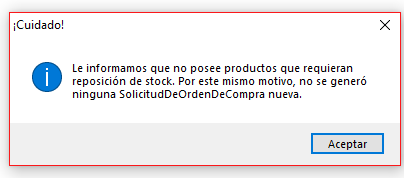 ¡Cuidado!
Le informamos que no posee productos que requieran
reposición de stock. Por este mismo motivo, no se generó
ninguna SolicitudDeOrdenDeCompra nueva.
Aceptar